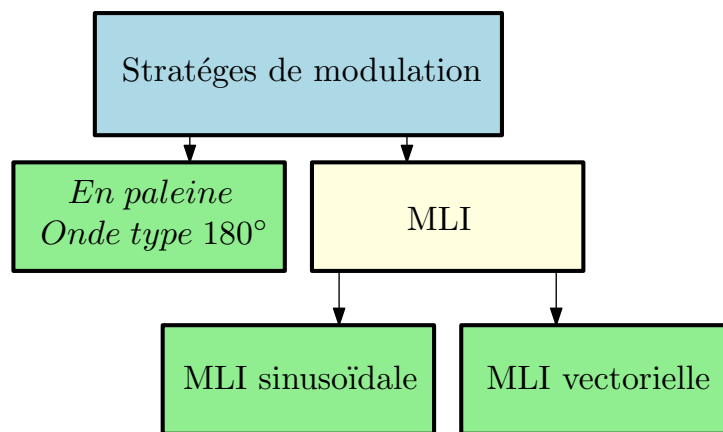 Stratéges de modulation
En paleine
Onde type 180°
MLI
MLI sinusoïdale
MLI vectorielle